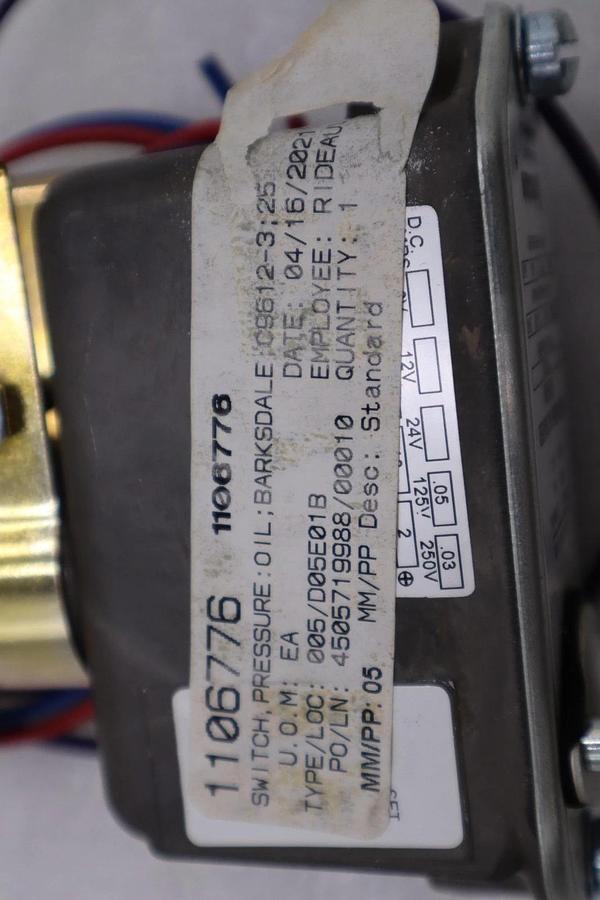 1106776 1106776
SWITCH,PRESSURE:OIL;BARKSDALE C9612-3;25
U.O.M: EA DATE: 04/16/2021
TYPE/LOC: 005/D05E01B EMPLOYEE: RIDEAU
PO/LN: 4505719988/00010 QUANTITY: 1
MM/PP: 05 MM/PP Desc: Standard
D.C.
12V
24V
.05
125V
.03
250V
2
SET